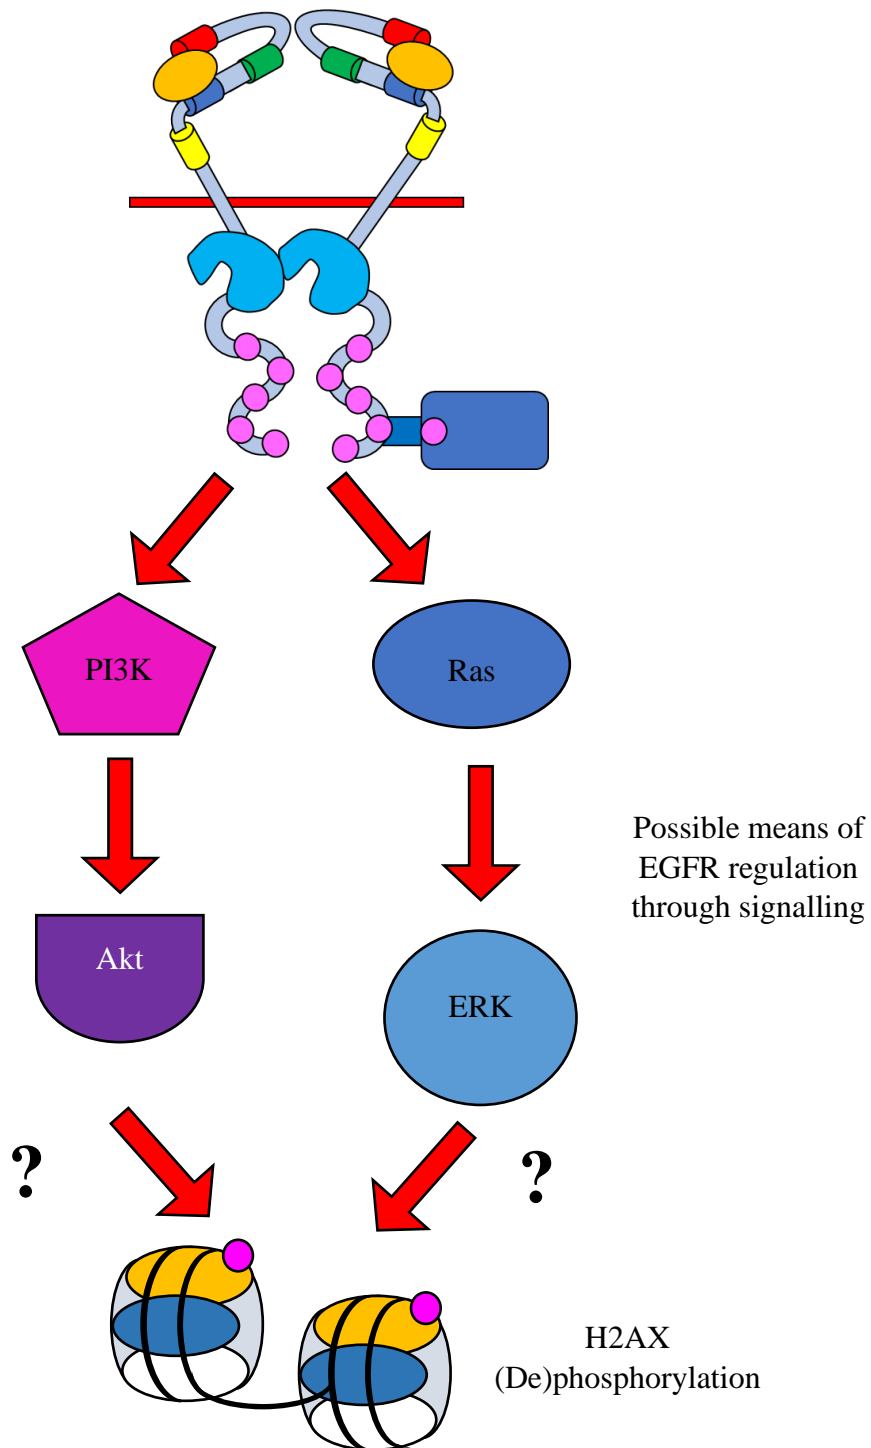 PI3K
Ras
Possible means of
EGFR regulation
through signalling
Akt
ERK
?
?
H2AX
(De)phosphorylation